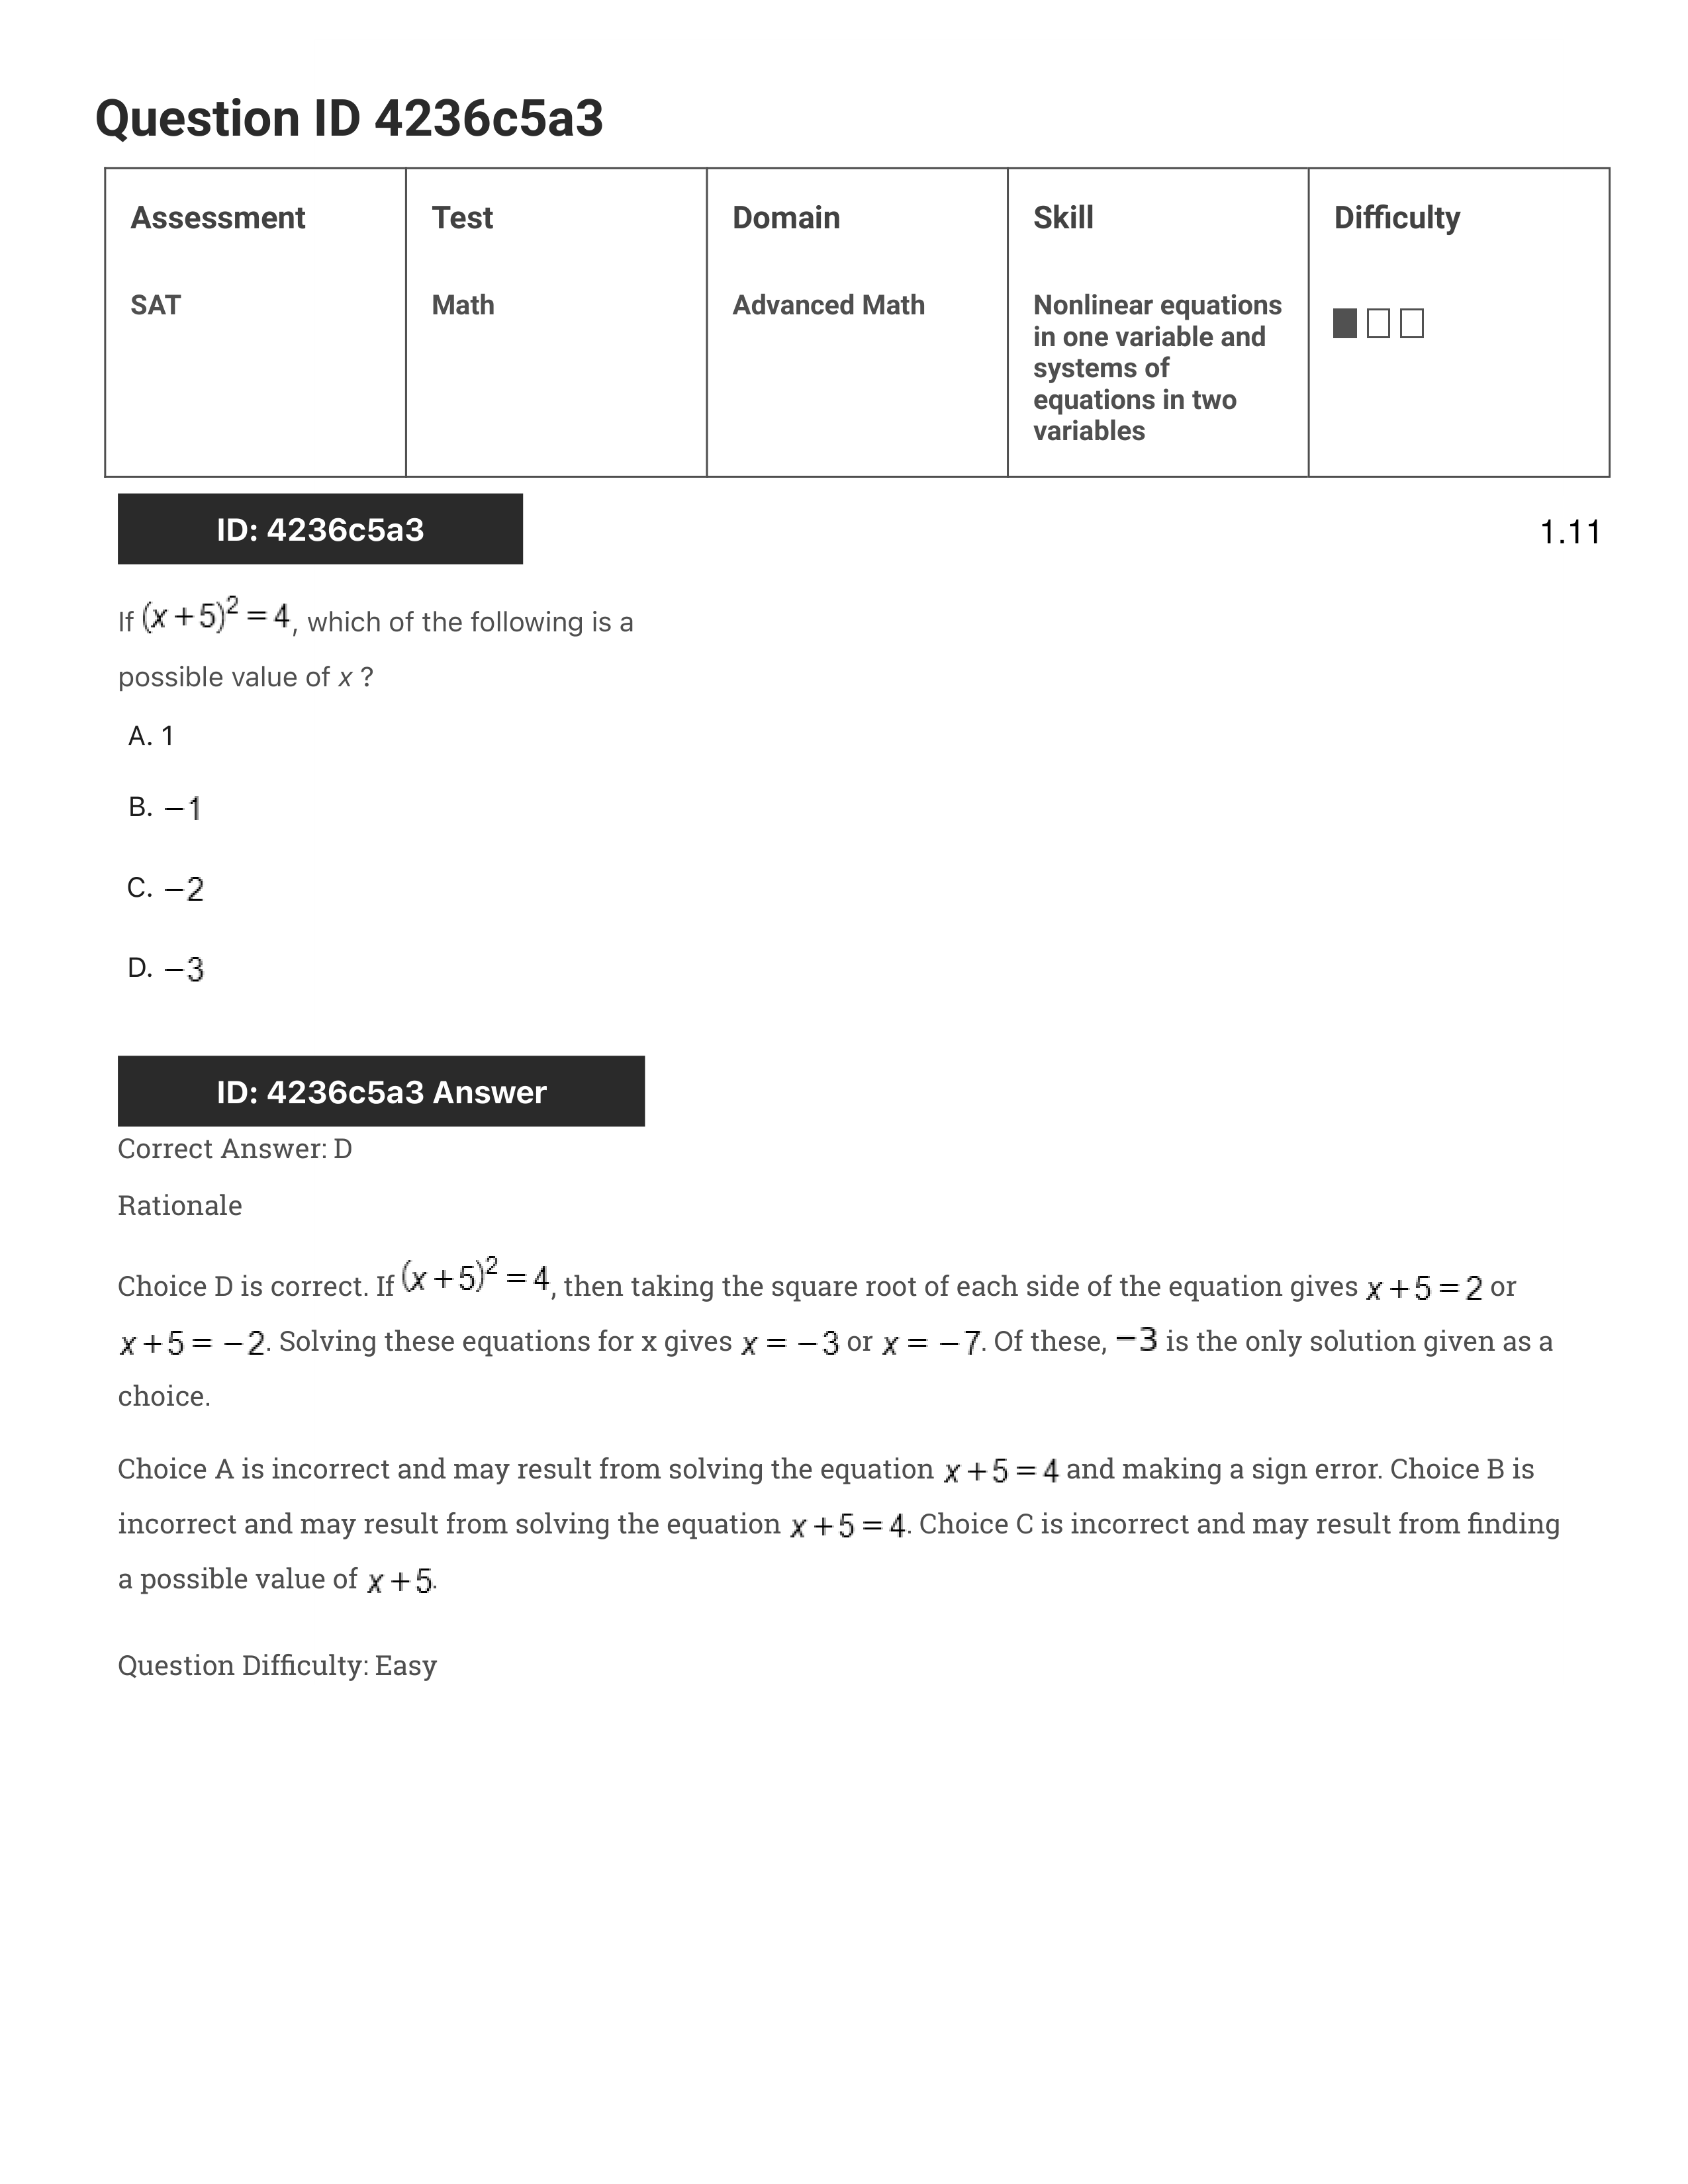 Question ID 4236c5a3
Assessment Test Domain Skill Difficulty
SAT Math Advanced Math Nonlinear equations
in one variable and
systems of
equations in two
variables
ID: 4236c5a3
1.11
If (x+5)² = 4, which of the following is a
possible value of x ?
A. 1
B. −1
C. −2
D. −3
ID: 4236c5a3 Answer
Correct Answer: D
Rationale
Choice D is correct. If (x+5)² = 4, then taking the square root of each side of the equation gives x+5=2 or
x+5= −2. Solving these equations for x gives x = −3 or x = −7. Of these, −3 is the only solution given as a
choice.
Choice A is incorrect and may result from solving the equation x+5=4 and making a sign error. Choice B is
incorrect and may result from solving the equation x+5=4. Choice C is incorrect and may result from finding
a possible value of x+5.
Question Difficulty: Easy